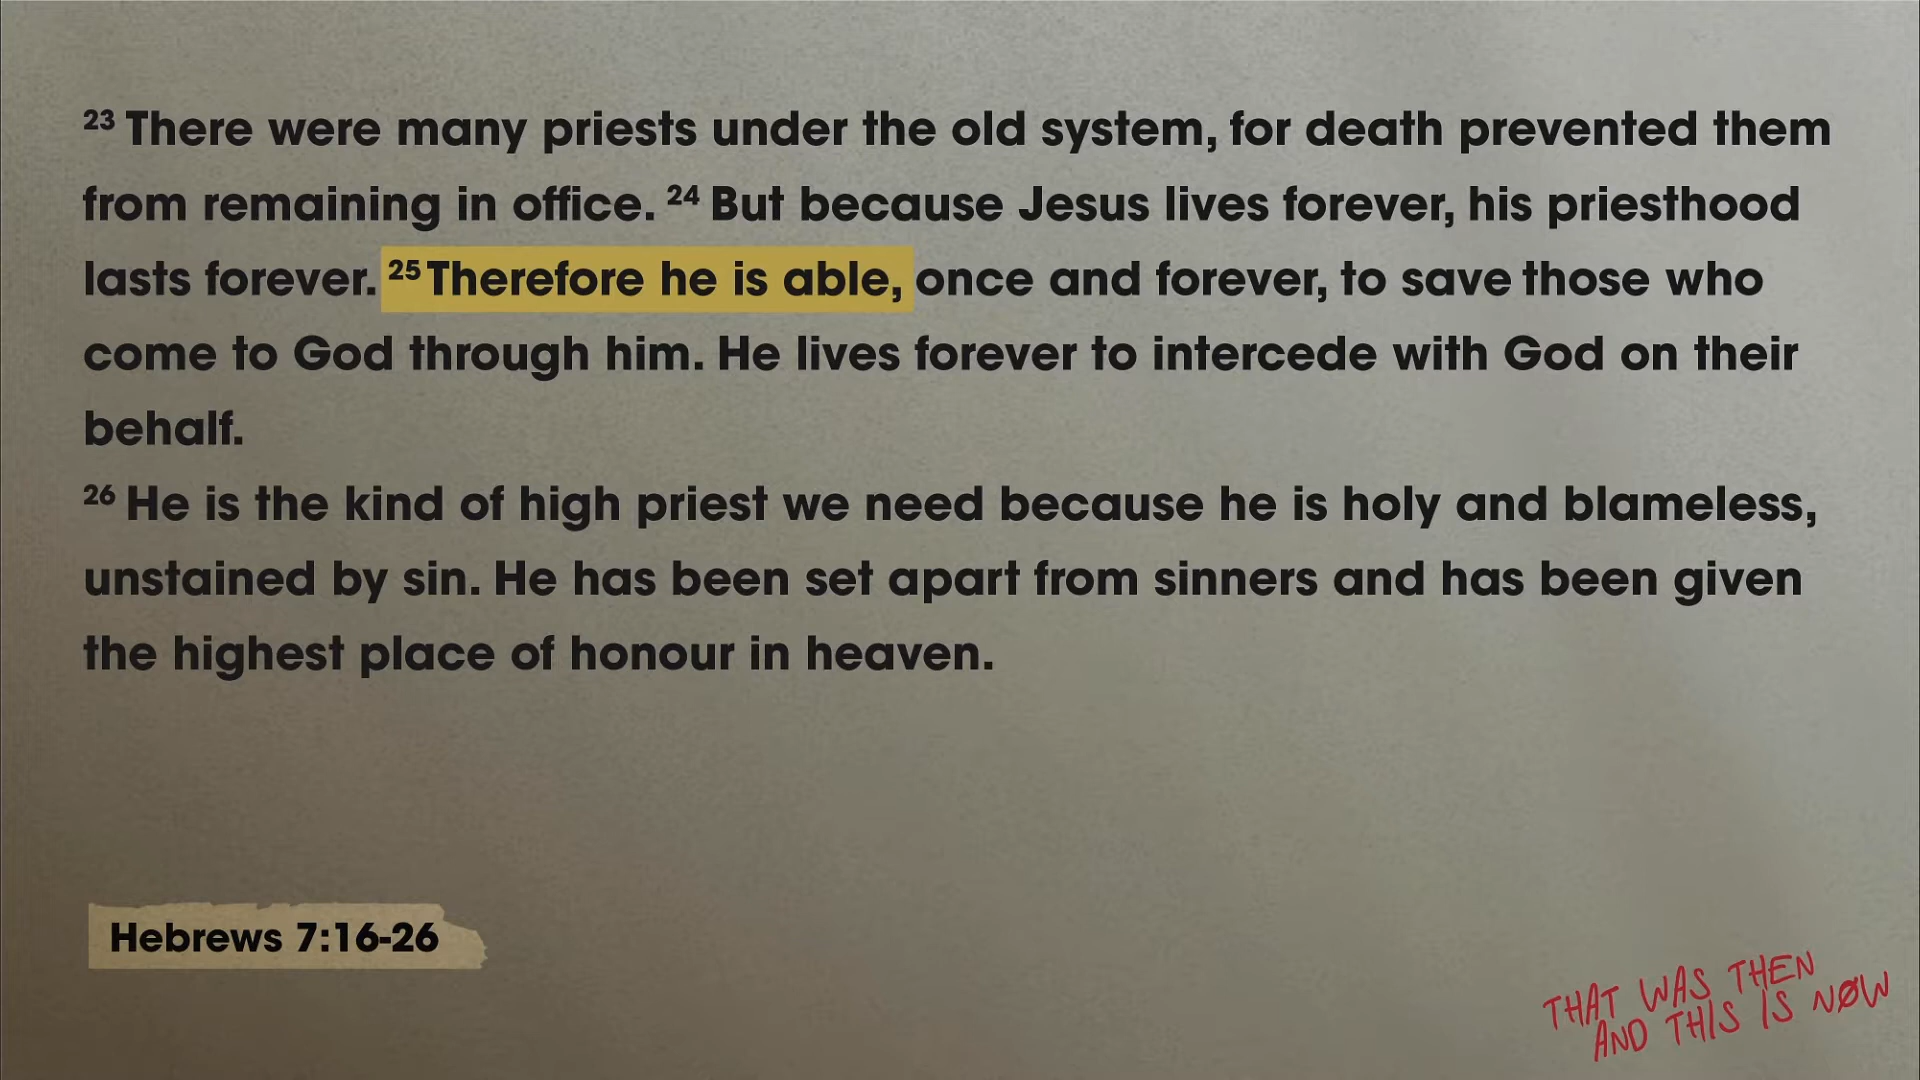 23 There were many priests under the old system, for death prevented them
from remaining in office. 24 But because Jesus lives forever, his priesthood
lasts forever. 25 Therefore he is able, once and forever, to save those who
come to God through him. He lives forever to intercede with God on their
behalf.
26 He is the kind of high priest we need because he is holy and blameless,
unstained by sin. He has been set apart from sinners and has been given
the highest place of honour in heaven.
Hebrews 7:16-26
THAT WAS THEN
AND THIS IS NØW